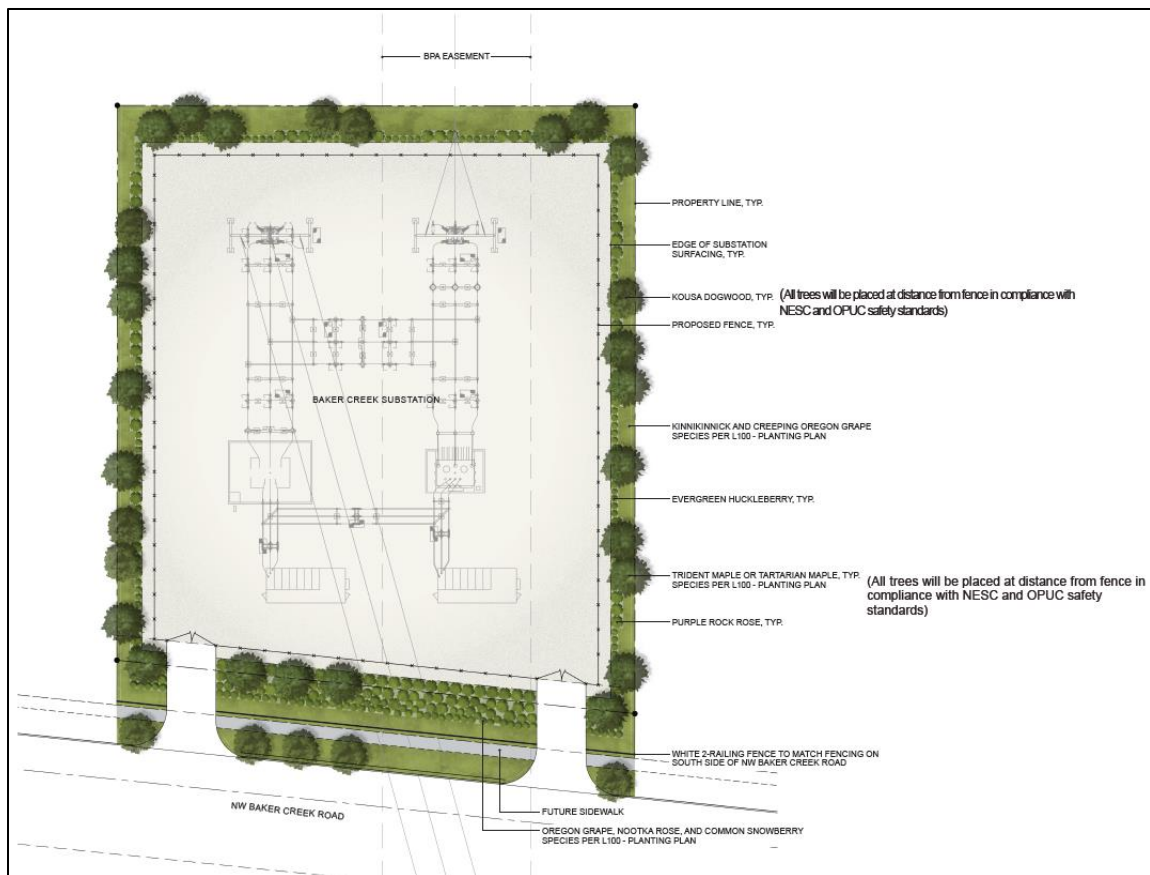 BPA EASEMENT
PROPERTY LINE, TYP.
EDGE OF SUBSTATION
SURFACING, TYP.
KOUSA DOGWOOD, TYP. (All trees will be placed at distance from fence in compliance with
NESC and OPUC safety standards)
PROPOSED FENCE, TYP.
BAKER CREEK SUBSTATION
KINNIKINNICK AND CREEPING OREGON GRAPE
SPECIES PER L100 - PLANTING PLAN
EVERGREEN HUCKLEBERRY, TYP.
TRIDENT MAPLE OR TARTARIAN MAPLE, TYP.
SPECIES PER L100 - PLANTING PLAN
(All trees will be placed at distance from fence in
compliance with NESC and OPUC safety
standards)
PURPLE ROCK ROSE, TYP.
WHITE 2-RAILING FENCE TO MATCH FENCING ON
SOUTH SIDE OF NW BAKER CREEK ROAD
NW BAKER CREEK ROAD
FUTURE SIDEWALK
OREGON GRAPE, NOOTKA ROSE, AND COMMON SNOWBERRY
SPECIES PER L100 - PLANTING PLAN